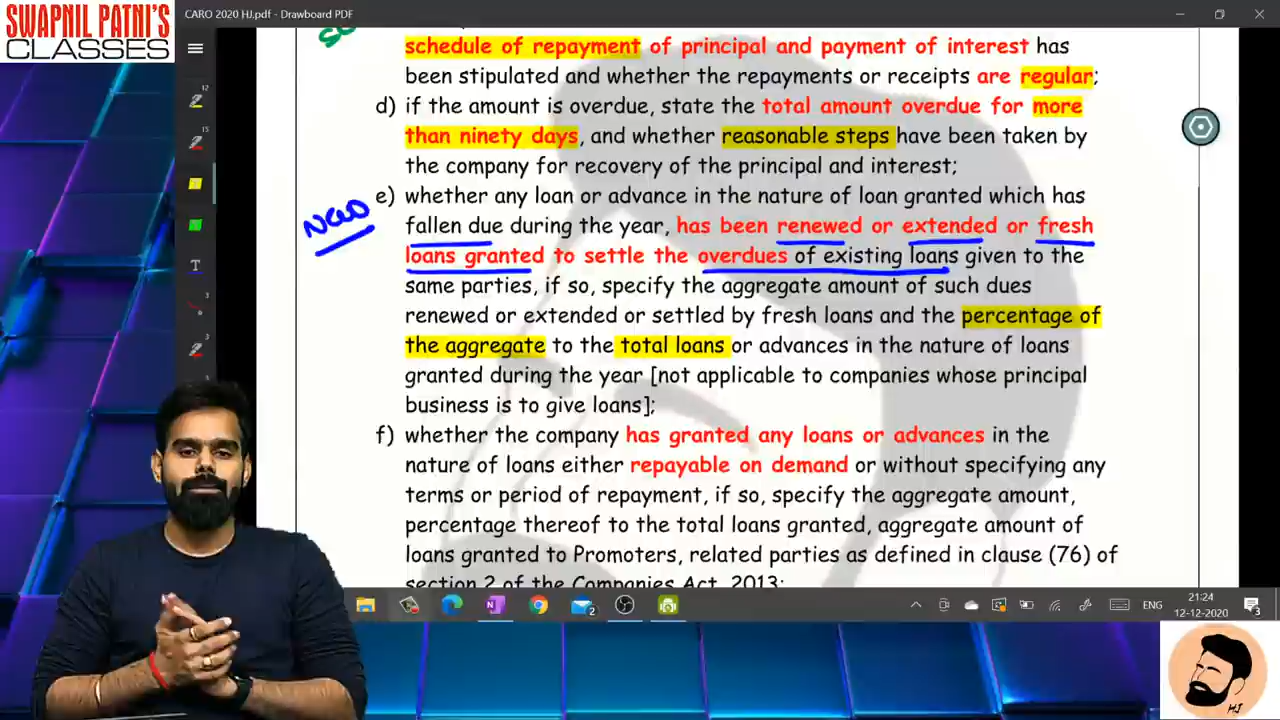 SWAPNIL PATNI'S
CLASSES
CARO 2020 HJ.pdf - Drawboard PDF
schedule of repayment of principal and payment of interest has
been stipulated and whether the repayments or receipts are regular;
d) if the amount is overdue, state the total amount overdue for more
than ninety days, and whether reasonable steps have been taken by
the company for recovery of the principal and interest;
e) whether any loan or advance in the nature of loan granted which has
fallen due during the year, has been renewed or extended or fresh
loans granted to settle the overdues of existing loans given to the
same parties, if so, specify the aggregate amount of such dues
renewed or extended or settled by fresh loans and the percentage of
the aggregate to the total loans or advances in the nature of loans
granted during the year [not applicable to companies whose principal
business is to give loans];
f) whether the company has granted any loans or advances in the
nature of loans either repayable on demand or without specifying any
terms or period of repayment, if so, specify the aggregate amount,
percentage thereof to the total loans granted, aggregate amount of
loans granted to Promoters, related parties as defined in clause (76) of
section 2 of the Companies Act, 2013;
12
15
T
3
3
2
ENG
21:24
12-12-2020
3
HJ